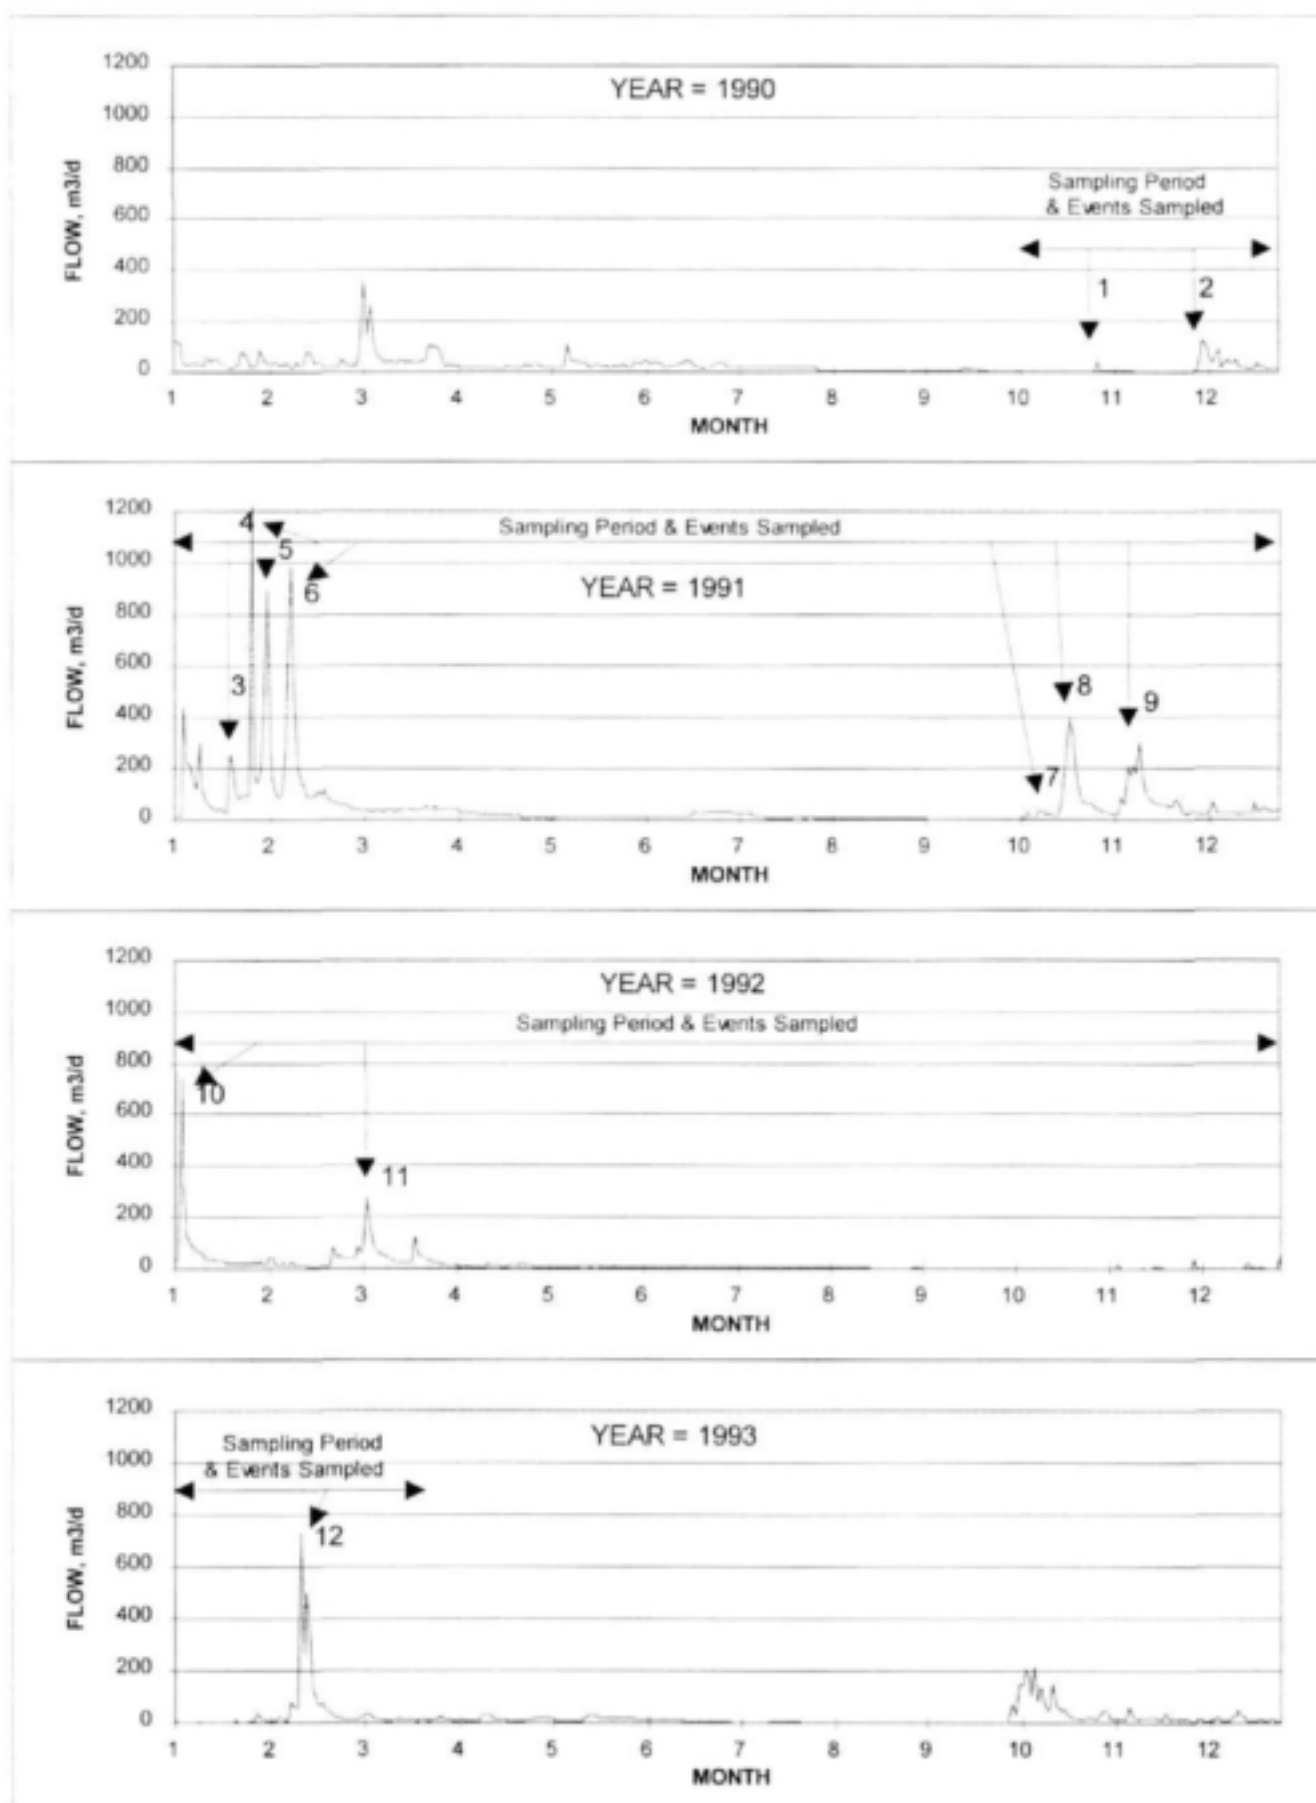 YEAR = 1990
1200
1000
800
600
400
200
0
FLOW, m3/d
Sampling Period
& Events Sampled
1 2
1 2 3 4 5 6 7 8 9 10 11 12
MONTH
1200
1000
800
600
400
200
0
FLOW, m3/d
Sampling Period & Events Sampled
YEAR = 1991
4
5
6
3
7
8
9
1 2 3 4 5 6 7 8 9 10 11 12
MONTH
1200
1000
800
600
400
200
0
FLOW, m3/d
YEAR = 1992
Sampling Period & Events Sampled
10
11
1 2 3 4 5 6 7 8 9 10 11 12
MONTH
1200
1000
800
600
400
200
0
FLOW, m3/d
YEAR = 1993
Sampling Period
& Events Sampled
12
1 2 3 4 5 6 7 8 9 10 11 12
MONTH